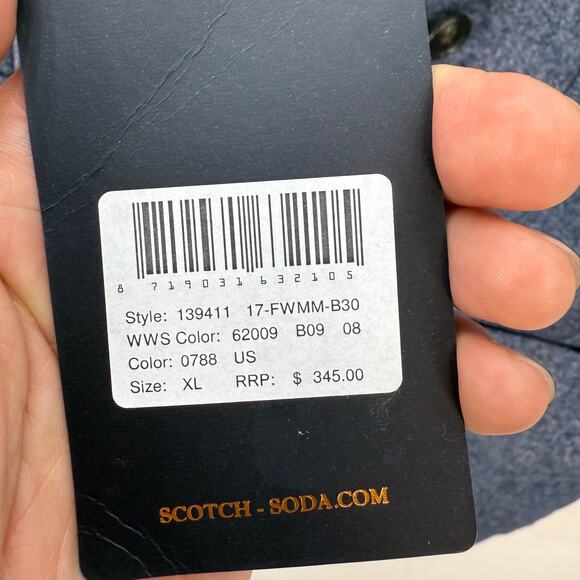 8 719031 632105
Style: 139411 17-FWMM-B30
WWS Color: 62009 B09 08
Color: 0788 US
Size: XL RRP: $ 345.00
SCOTCH - SODA.COM